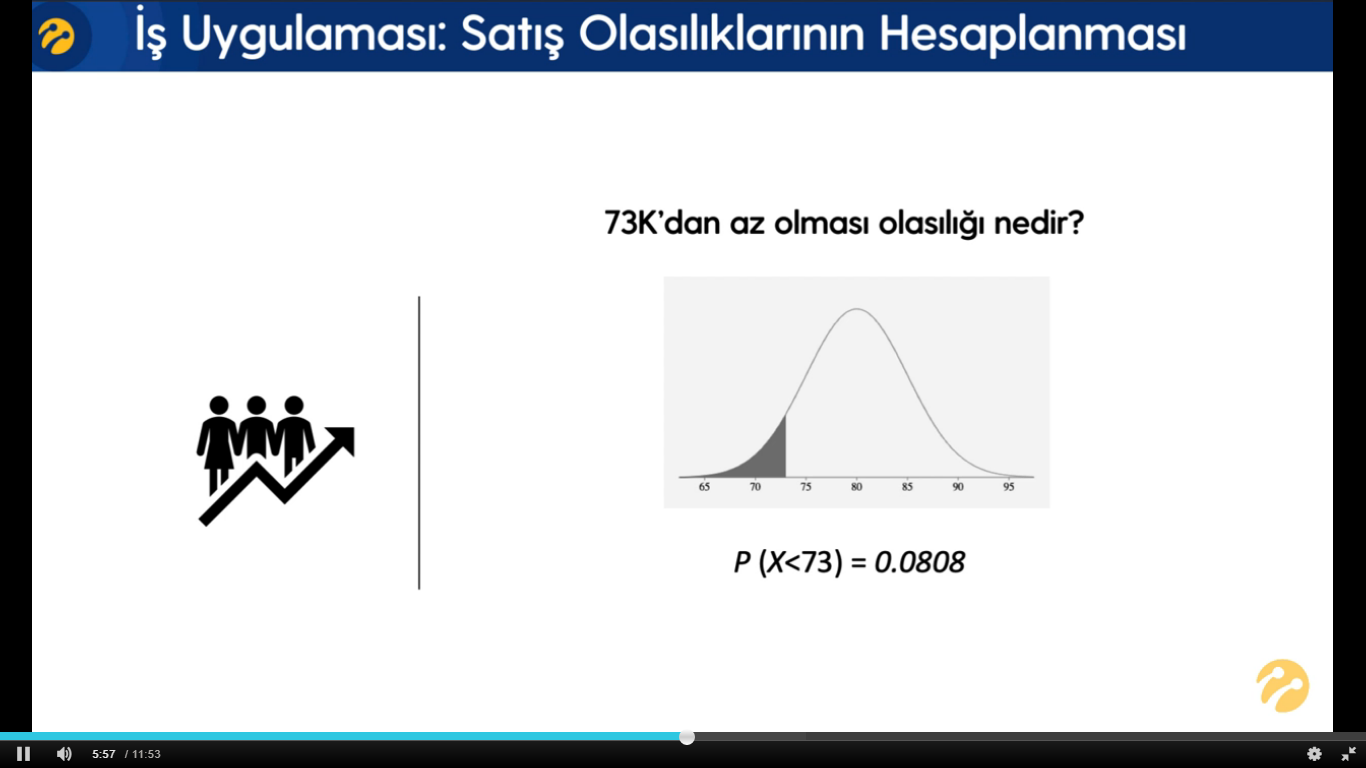 İş Uygulaması: Satış Olasılıklarının Hesaplanması
73K’dan az olması olasılığı nedir?
65 70 75 80 85 90 95
P (X<73) = 0.0808
5:57 / 11:53